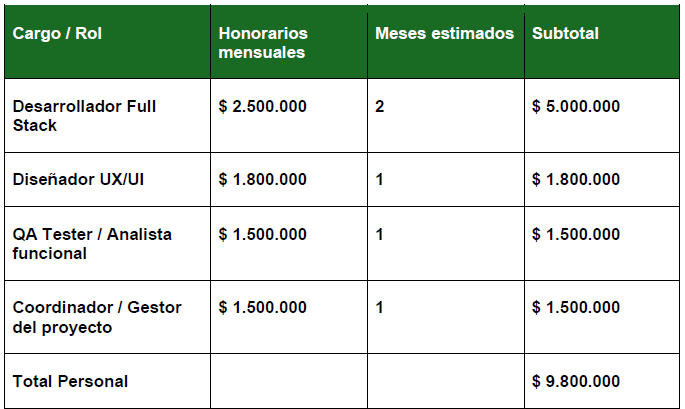 Cargo / Rol Honorarios mensuales Meses estimados Subtotal
Desarrollador Full Stack $ 2.500.000 2 $ 5.000.000
Diseñador UX/UI $ 1.800.000 1 $ 1.800.000
QA Tester / Analista funcional $ 1.500.000 1 $ 1.500.000
Coordinador / Gestor del proyecto $ 1.500.000 1 $ 1.500.000
Total Personal $ 9.800.000